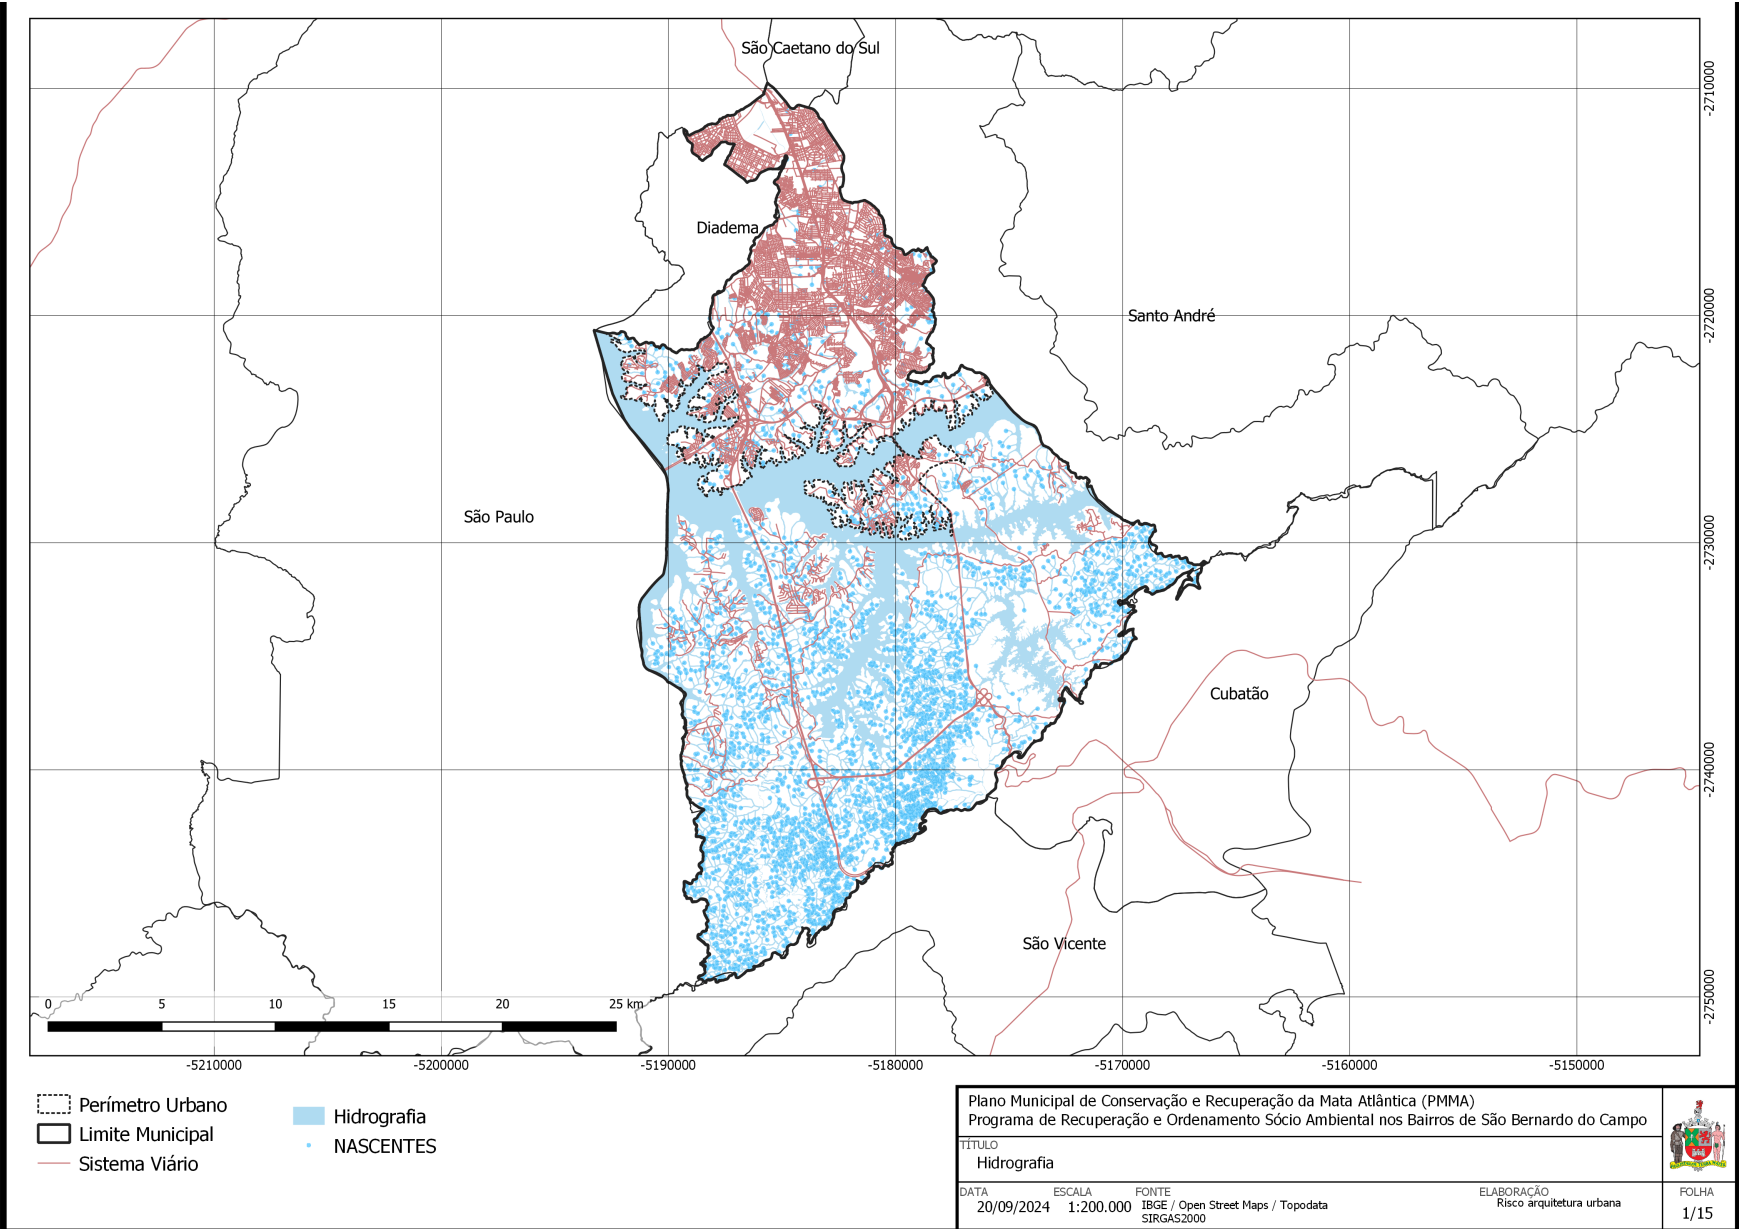 São Caetano do Sul
Diadema
Santo André
São Paulo
Cubatão
São Vicente
-2710000
-2720000
-2730000
-2740000
-2750000
0 5 10 15 20 25 km
-5210000 -5200000 -5190000 -5180000 -5170000 -5160000 -5150000
Perímetro Urbano
Limite Municipal
Sistema Viário
Hidrografia
NASCENTES
Plano Municipal de Conservação e Recuperação da Mata Atlântica (PMMA)
Programa de Recuperação e Ordenamento Sócio Ambiental nos Bairros de São Bernardo do Campo
TÍTULO
Hidrografia
DATA ESCALA FONTE ELABORAÇÃO FOLHA
20/09/2024 1:200.000 IBGE / Open Street Maps / Topodata Risco arquitetura urbana 1/15
SIRGAS2000